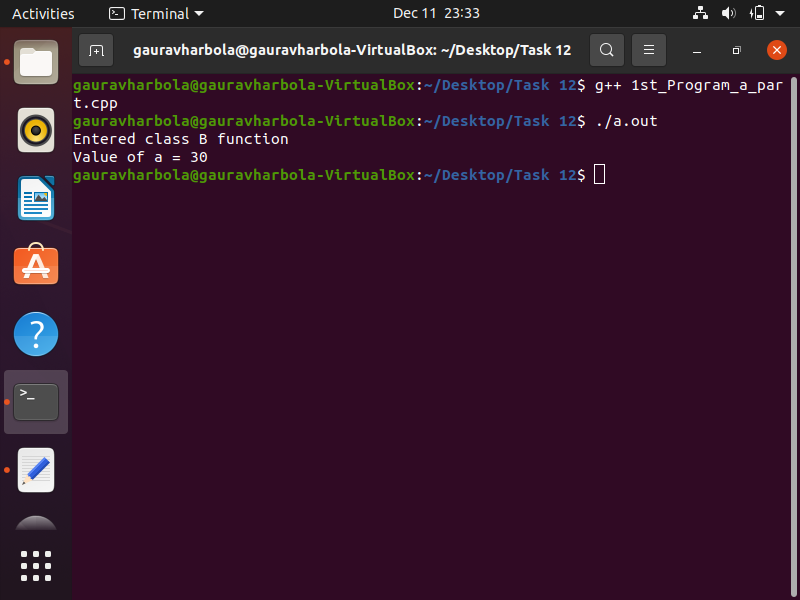 Activities
Terminal
Dec 11 23:33
gauravharbola@gauravharbola-VirtualBox: ~/Desktop/Task 12
gauravharbola@gauravharbola-VirtualBox:~/Desktop/Task 12$ g++ 1st_Program_a_par
t.cpp
gauravharbola@gauravharbola-VirtualBox:~/Desktop/Task 12$ ./a.out
Entered class B function
Value of a = 30
gauravharbola@gauravharbola-VirtualBox:~/Desktop/Task 12$